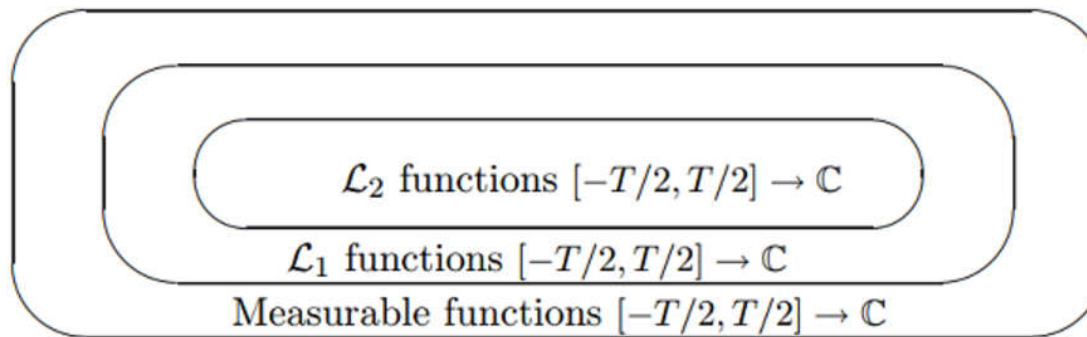 ℒ₂ functions [−T/2, T/2] → ℂ
ℒ₁ functions [−T/2, T/2] → ℂ
Measurable functions [−T/2, T/2] → ℂ